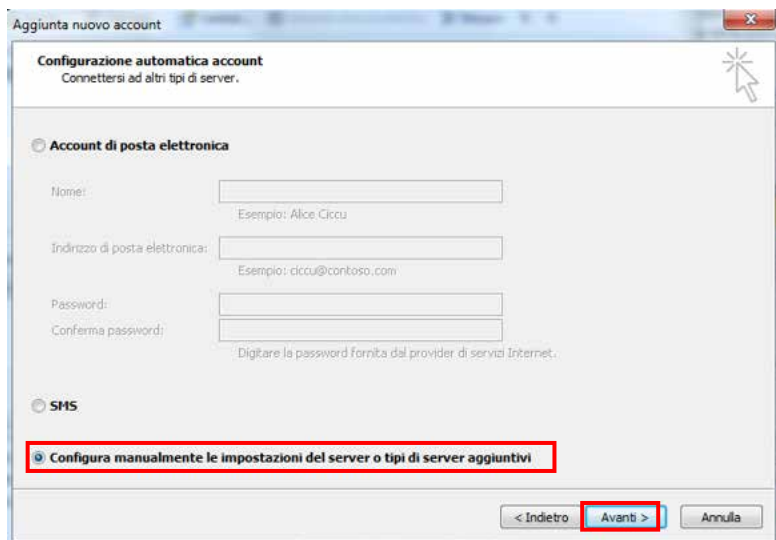 Aggiunta nuovo account
Configurazione automatica account
Connettersi ad altri tipi di server.
Account di posta elettronica
Nome:
Esempio: Alice Ciccu
Indirizzo di posta elettronica:
Esempio: ciccu@contoso.com
Password:
Conferma password:
Digitare la password fornita dal provider di servizi Internet.
SMS
Configura manualmente le impostazioni del server o tipi di server aggiuntivi
< Indietro Avanti > Annulla